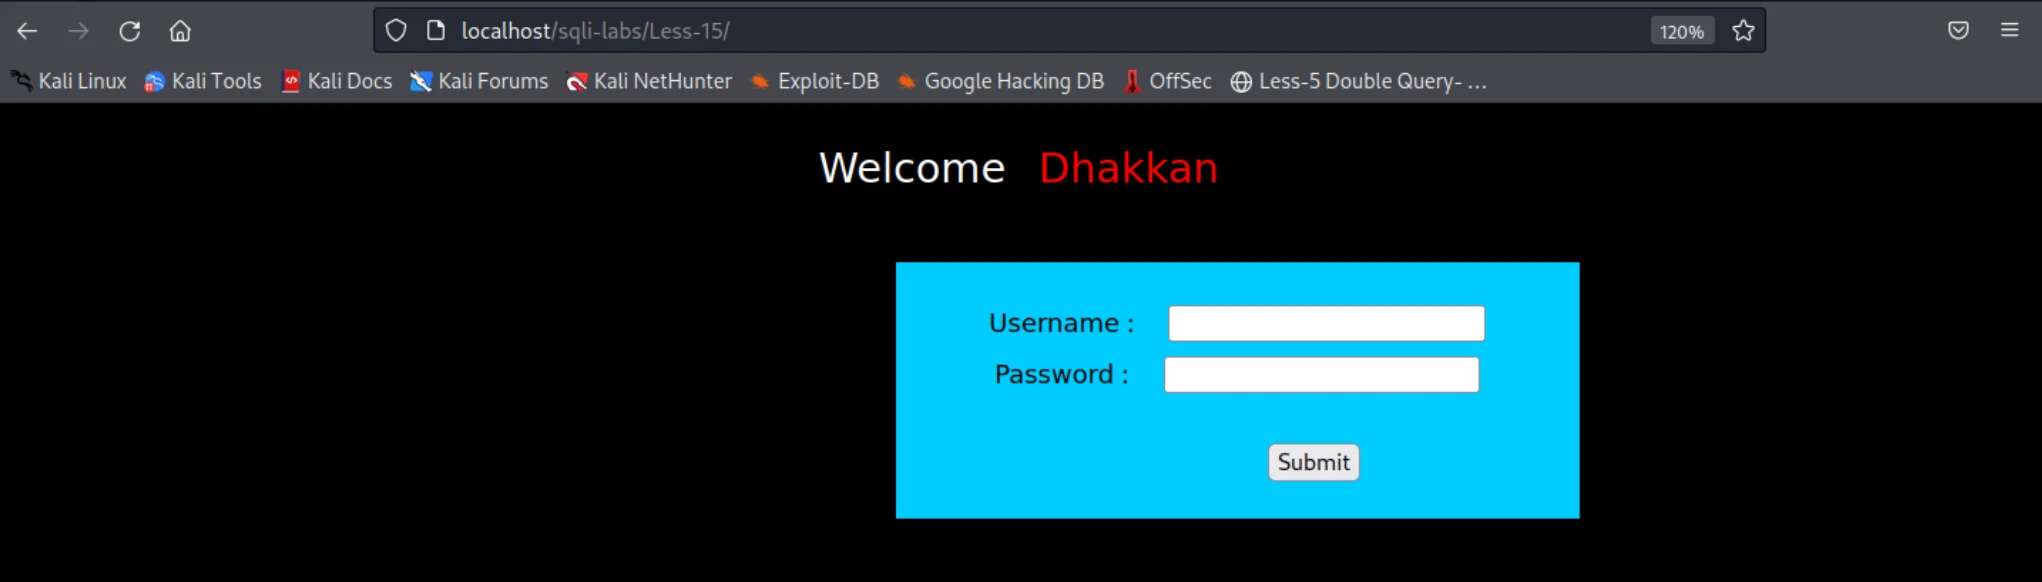 localhost/sqli-labs/Less-15/ 120%
Kali Linux Kali Tools Kali Docs Kali Forums Kali NetHunter Exploit-DB Google Hacking DB OffSec Less-5 Double Query- ...
Welcome Dhakkan
Username :
Password :
Submit